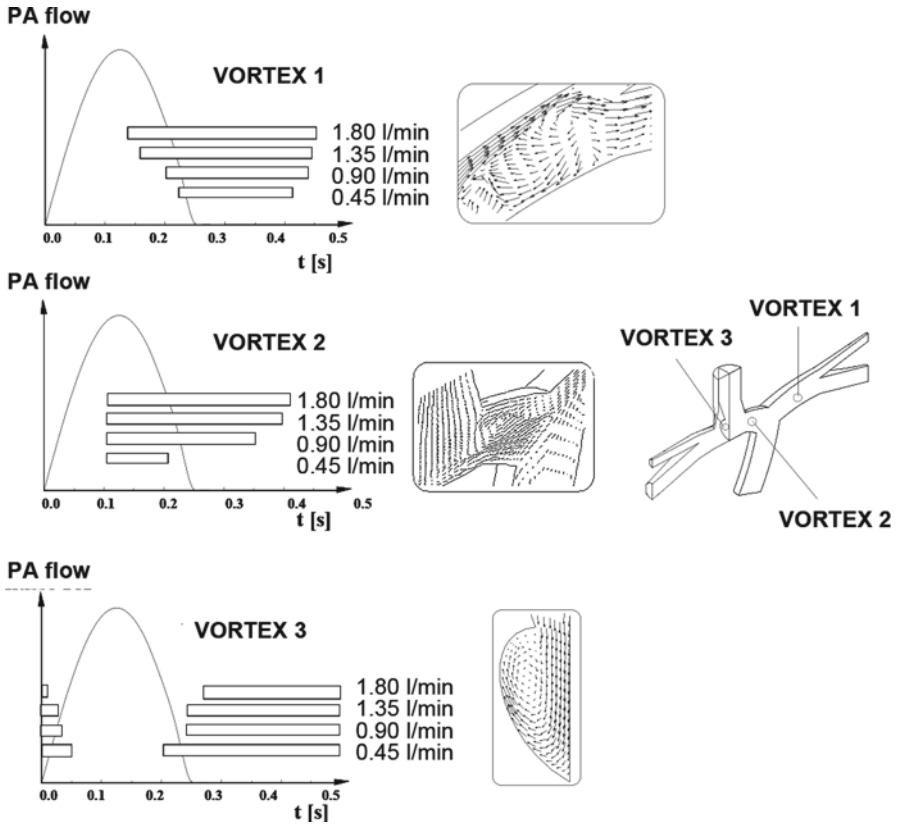 PA flow
VORTEX 1
1.80 l/min
1.35 l/min
0.90 l/min
0.45 l/min
0.0 0.1 0.2 0.3 0.4 0.5
t [s]
PA flow
VORTEX 2
1.80 l/min
1.35 l/min
0.90 l/min
0.45 l/min
0.0 0.1 0.2 0.3 0.4 0.5
t [s]
VORTEX 1
VORTEX 3
VORTEX 2
PA flow
VORTEX 3
1.80 l/min
1.35 l/min
0.90 l/min
0.45 l/min
0.0 0.1 0.2 0.3 0.4 0.5
t [s]